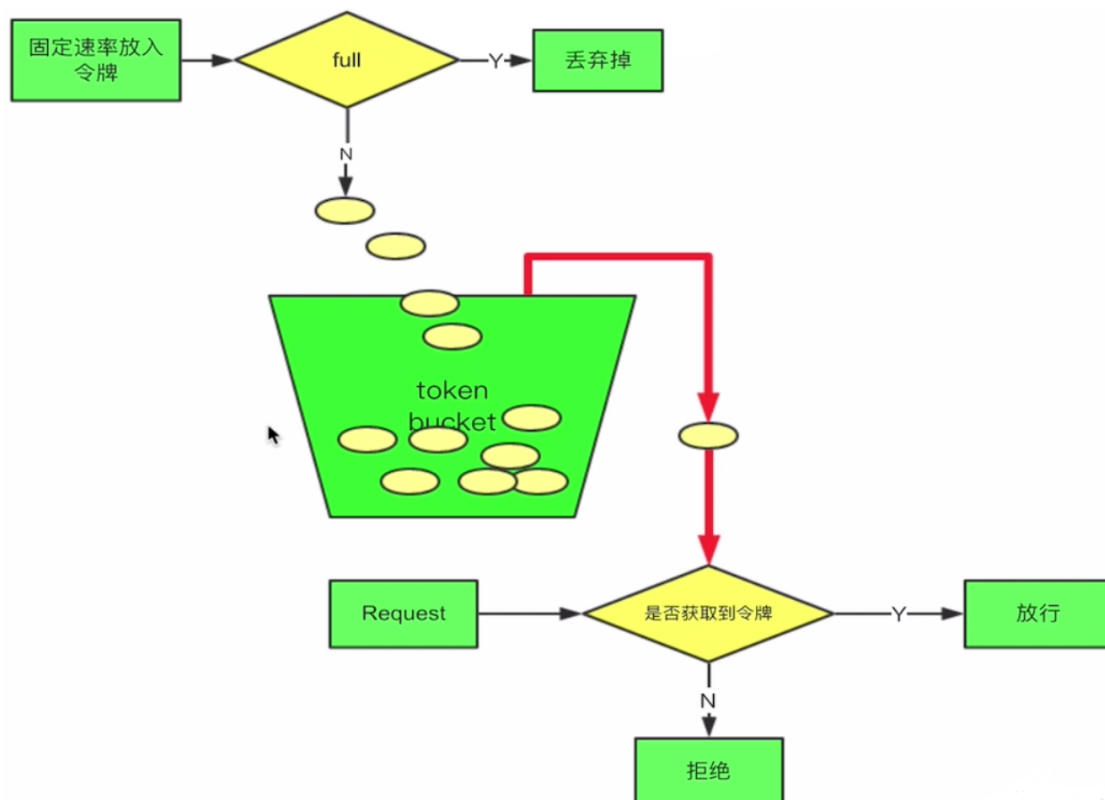 固定速率放入
令牌
full
Y
丢弃掉
N
token
bucket
Request
是否获取到令牌
Y
放行
N
拒绝